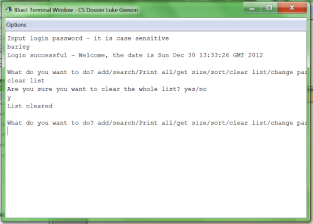 BlueJ: Terminal Window - CS Dossier Luke Geeson
Options
Input login password - it is case sensitive
barley
Login successful - Welcome, the date is Sun Dec 30 13:33:26 GMT 2012
What do you want to do? add/search/Print all/get size/sort/clear list/change pas
clear list
Are you sure you want to clear the whole list? yes/no
y
List cleared
What do you want to do? add/search/Print all/get size/sort/clear list/change pas